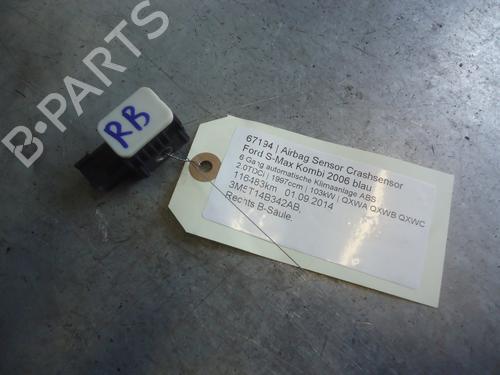 B-PARTS
RB
67194 | Airbag Sensor Crashsensor
Ford S-Max Kombi 2006 blau
6 Gang automatische Klimaanlage ABS
2.0TDCi | 1997ccm | 103kW | QXWA QXWB QXWC
116483km 01.09.2014
3M5T14B342AB,
Rechts B-Säule,